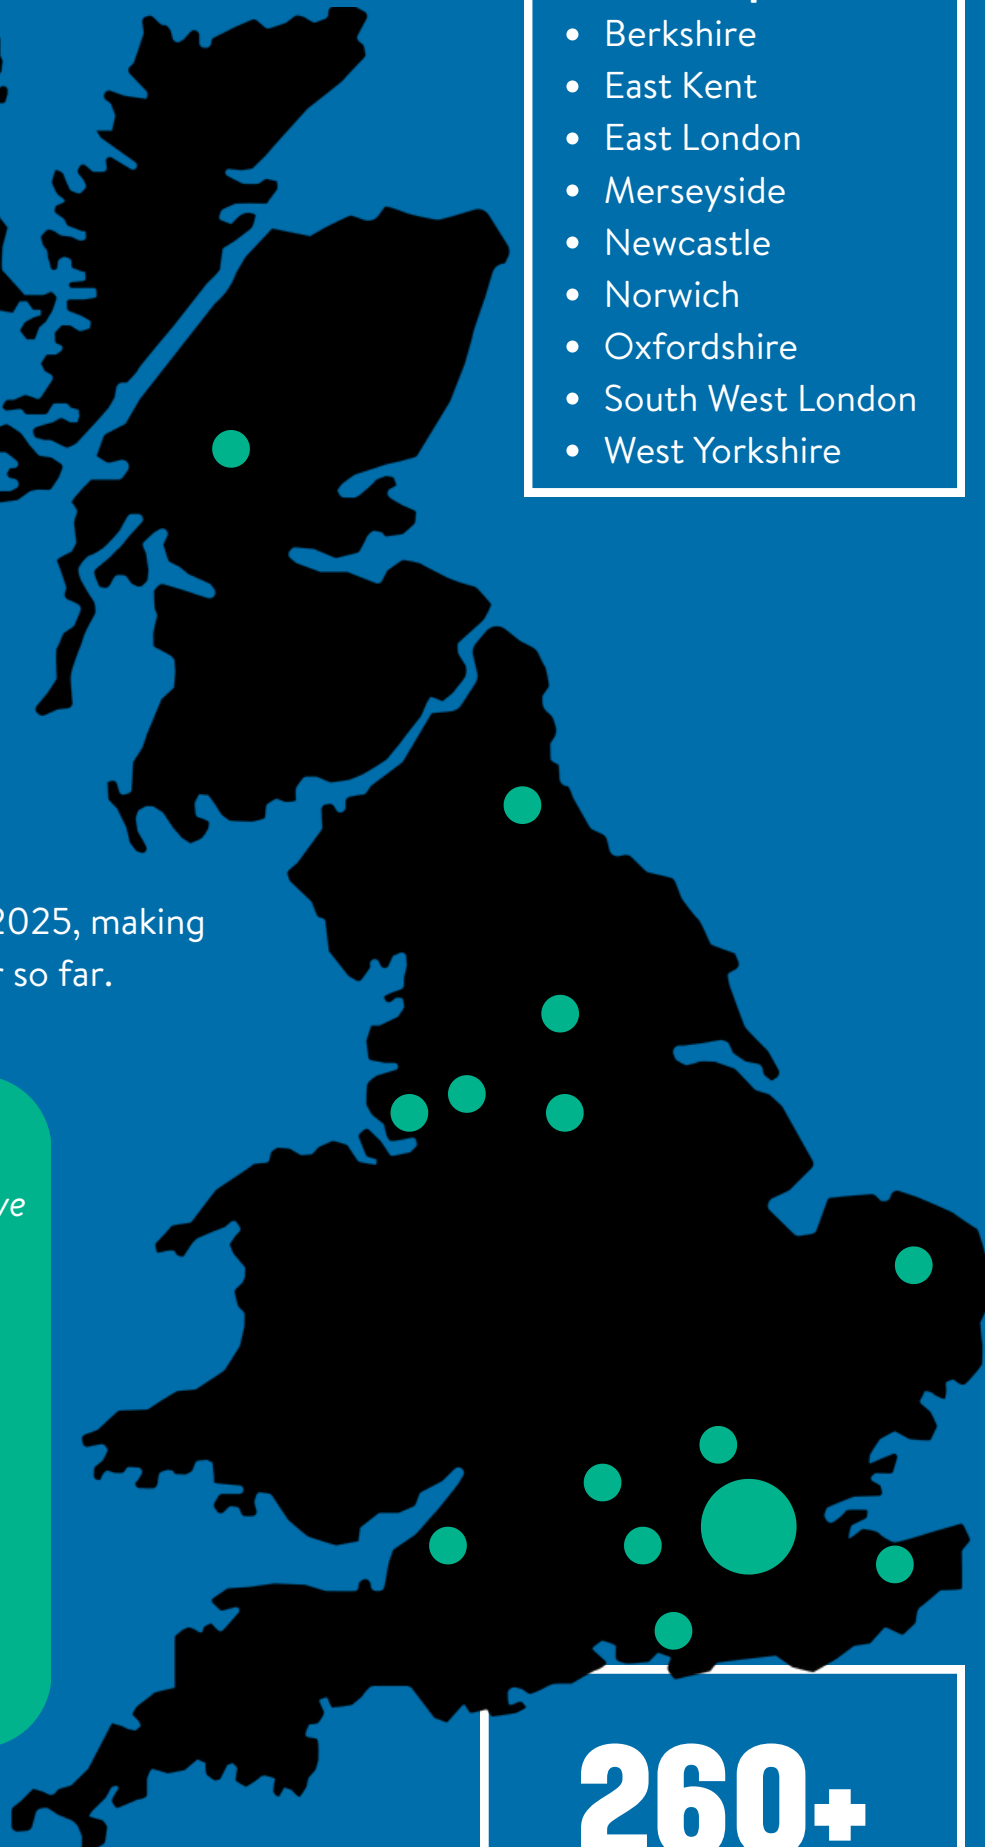 • Berkshire
• East Kent
• East London
• Merseyside
• Newcastle
• Norwich
• Oxfordshire
• South West London
• West Yorkshire
2025, making
so far.
260+